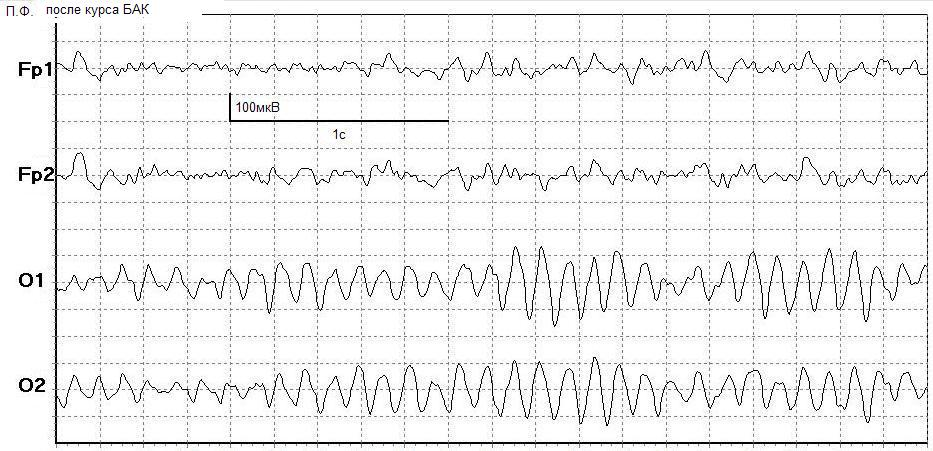 П.Ф. после курса БАК
Fp1
100мкВ
1с
Fp2
O1
O2